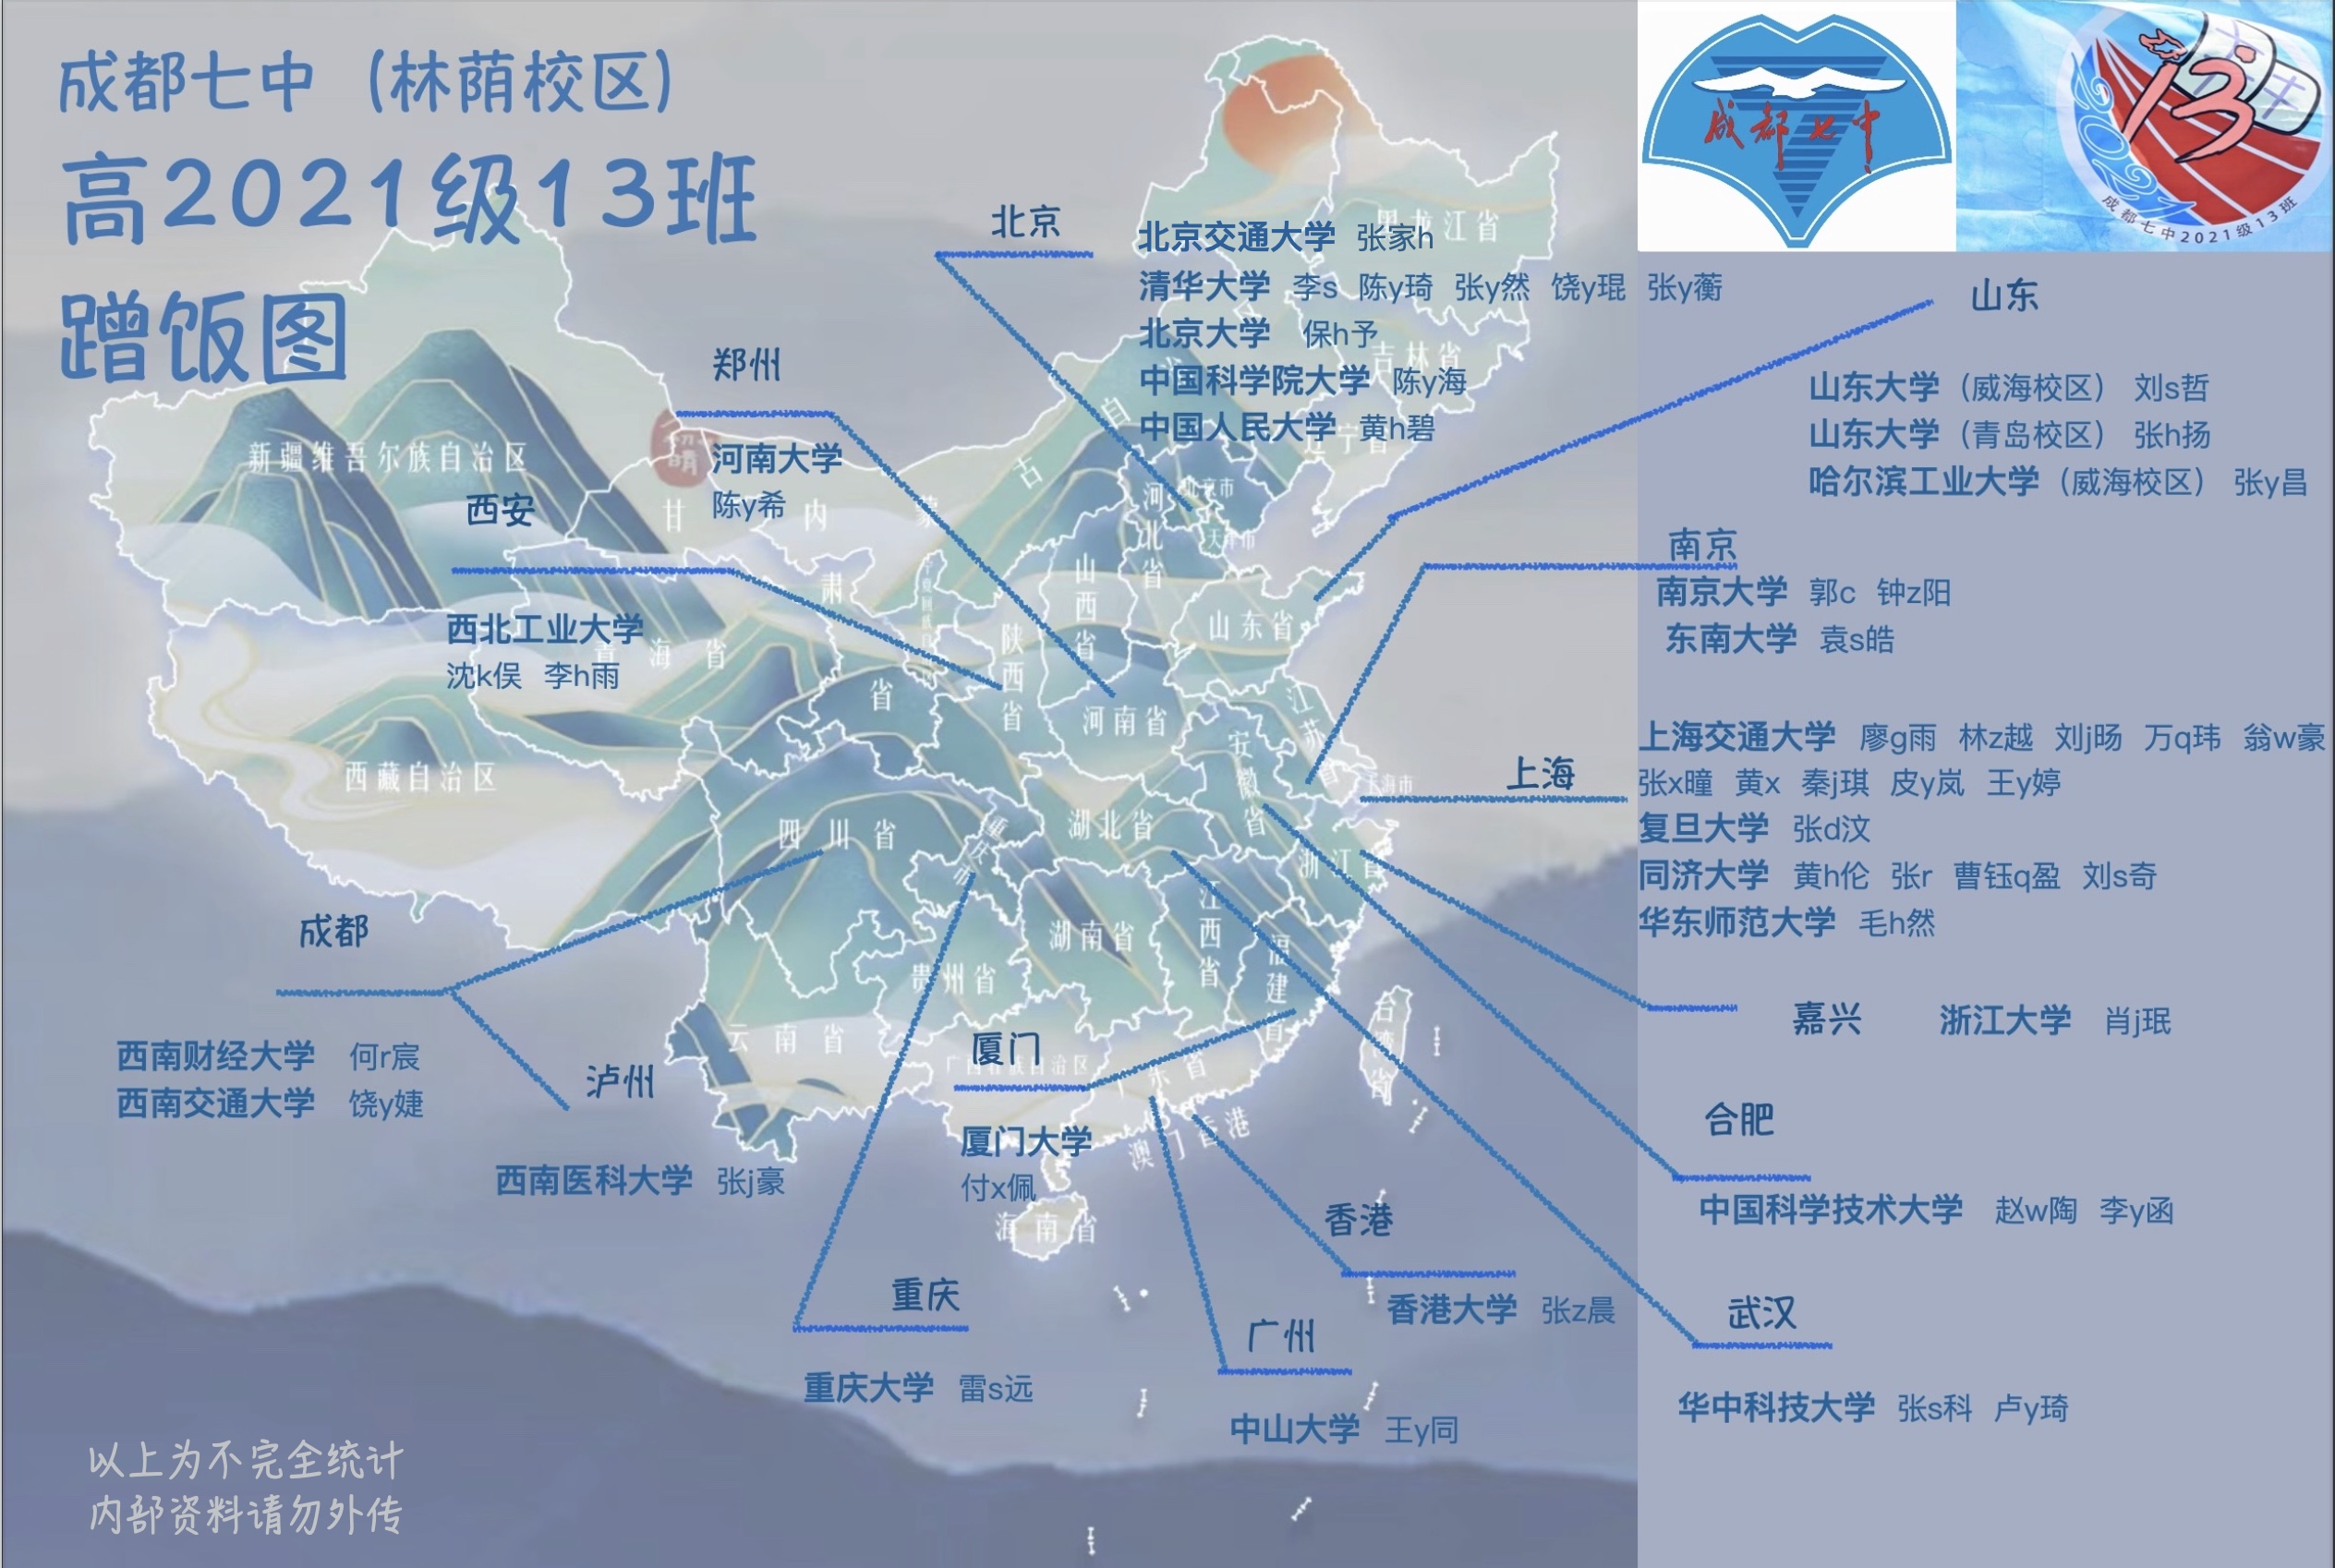 成都七中（林荫校区）
高2021级13班
蹭饭图
成都七中
13
2021
成都七中2021级13班
北京
北京交通大学 张家h
清华大学 李s 陈y琦 张y然 饶y琨 张y蘅
北京大学 保h予
中国科学院大学 陈y海
中国人民大学 黄h碧
山东
山东大学（威海校区） 刘s哲
山东大学（青岛校区） 张h扬
哈尔滨工业大学（威海校区） 张y昌
郑州
河南大学
陈y希
西安
西北工业大学
沈k俣 李h雨
南京
南京大学 郭c 钟z阳
东南大学 袁s皓
上海
上海交通大学 廖g雨 林z越 刘j旸 万q玮 翁w豪
张x曈 黄x 秦j琪 皮y岚 王y婷
复旦大学 张d汶
同济大学 黄h伦 张r 曹钰q盈 刘s奇
华东师范大学 毛h然
嘉兴 浙江大学 肖j珉
合肥
中国科学技术大学 赵w陶 李y函
武汉
华中科技大学 张s科 卢y琦
成都
西南财经大学 何r宸
西南交通大学 饶y婕
泸州
西南医科大学 张j豪
厦门
厦门大学
付x佩
重庆
重庆大学 雷s远
香港
香港大学 张z晨
广州
中山大学 王y同
黑龙江省
吉林省
辽宁省
新疆维吾尔族自治区
甘肃省
内蒙古自
河北省
北京市
天津市
山西省
山东省
陕西省
青海省
河南省
江苏省
安徽省
上海市
西藏自治区
四川省
重庆市
湖北省
浙江省
湖南省
江西省
福建省
贵州省
云南省
广西壮族自治区
广东省
台湾省
澳门香港
海南省
以上为不完全统计
内部资料请勿外传